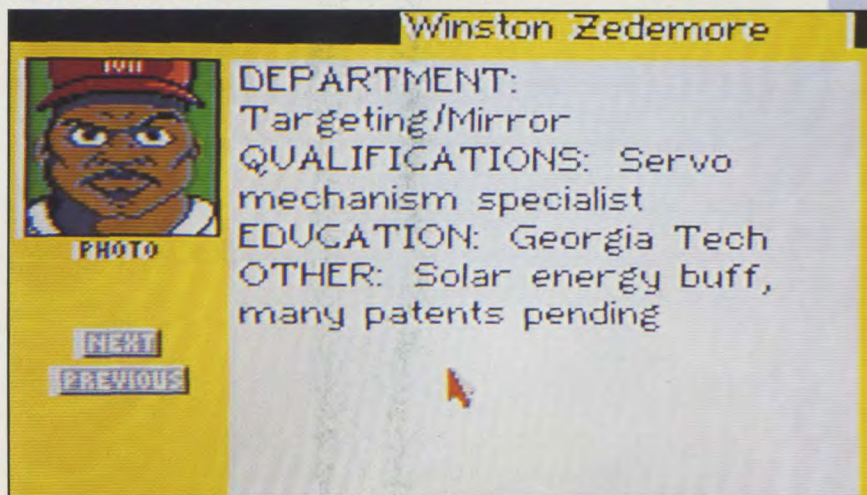 Winston Zedemore
DEPARTMENT:
Targeting/Mirror
QUALIFICATIONS: Servo
mechanism specialist
EDUCATION: Georgia Tech
OTHER: Solar energy buff,
many patents pending
PHOTO
NEXT
PREVIOUS